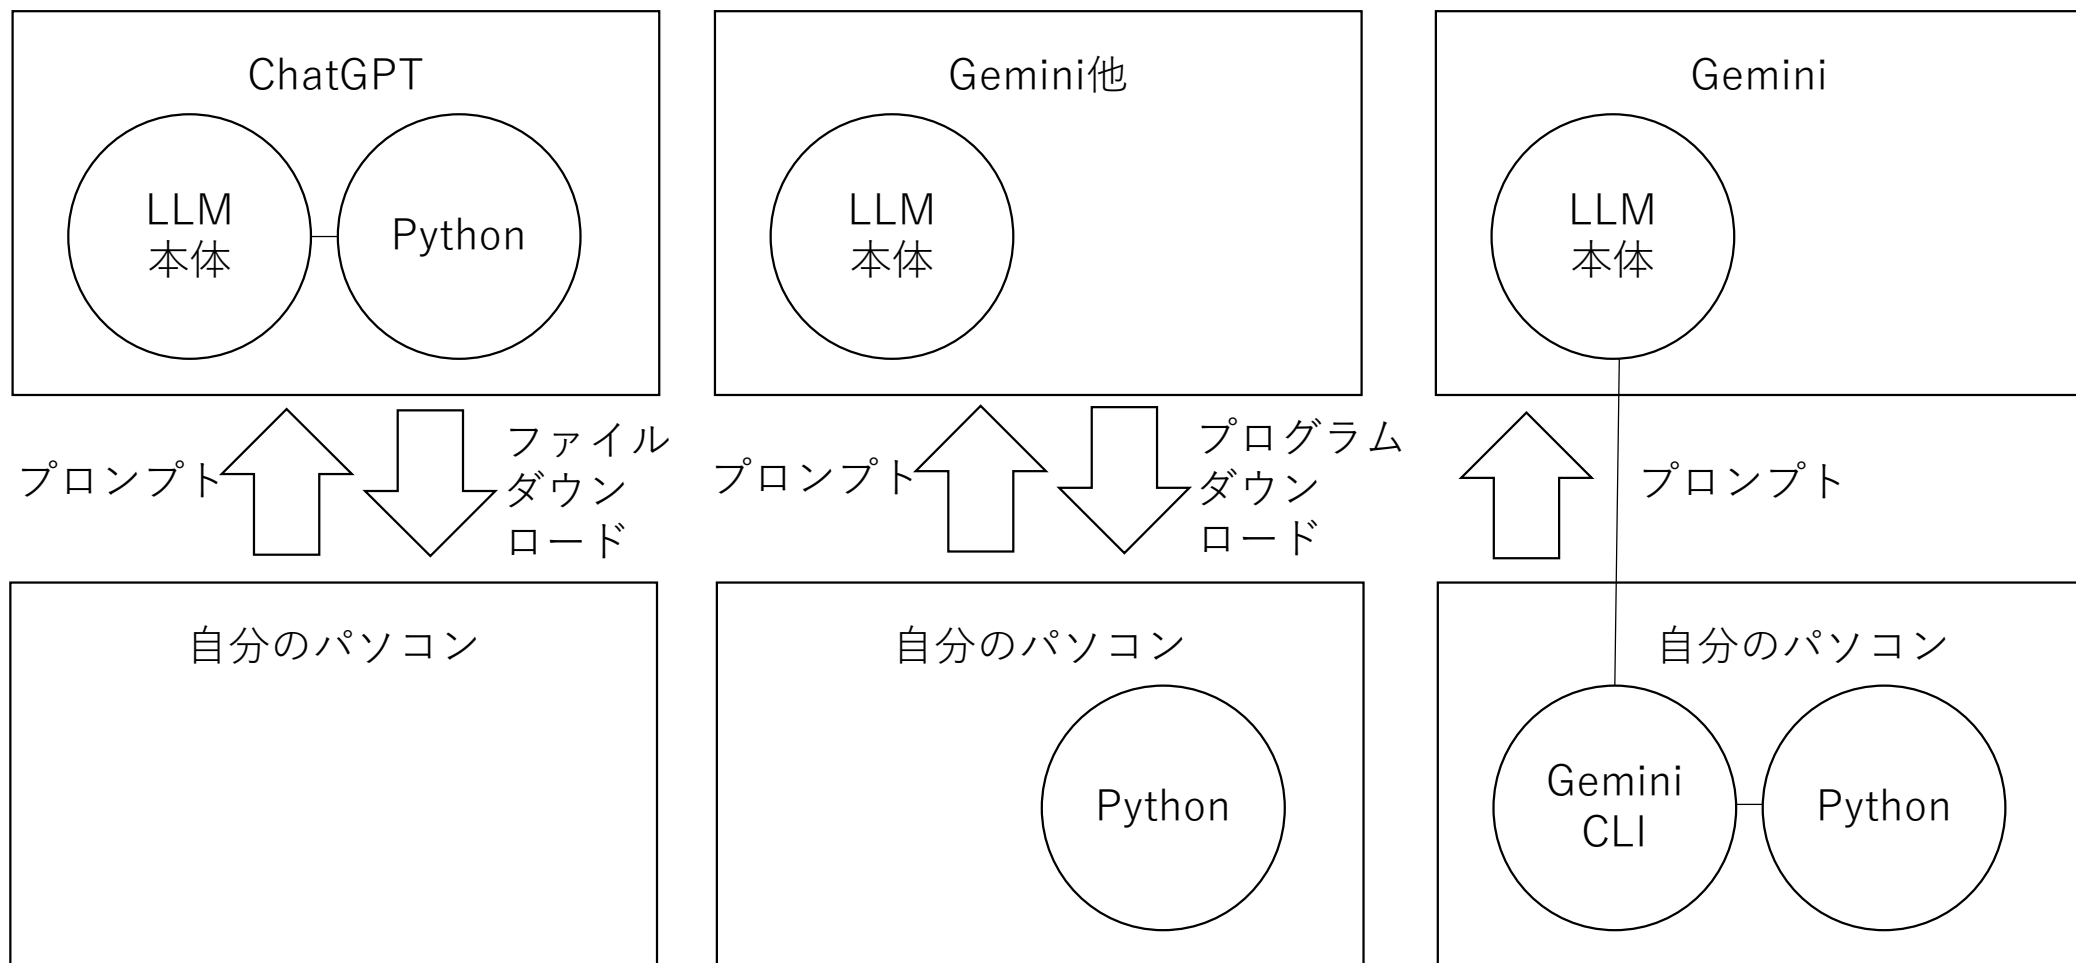 ChatGPT
LLM
本体
Python
プロンプト
ファイル
ダウン
ロード
自分のパソコン
Gemini他
LLM
本体
プロンプト
プログラム
ダウン
ロード
自分のパソコン
Python
Gemini
LLM
本体
プロンプト
自分のパソコン
Gemini
CLI
Python